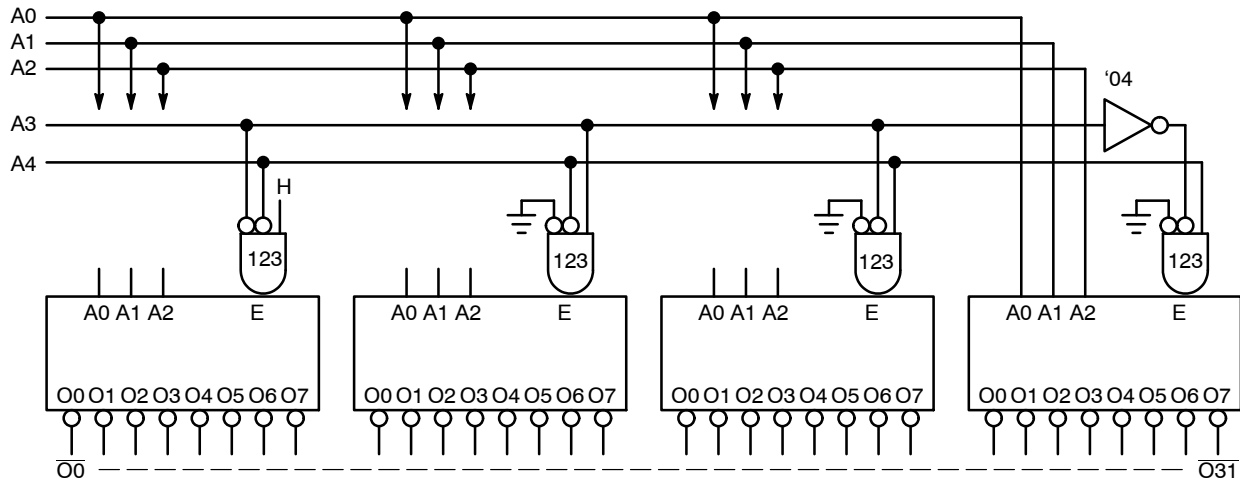 A0
A1
A2
‘04
A3
A4
H
123 123 123 123
A0 A1 A2 E A0 A1 A2 E A0 A1 A2 E A0 A1 A2 E
O0 O1 O2 O3 O4 O5 O6 O7 O0 O1 O2 O3 O4 O5 O6 O7 O0 O1 O2 O3 O4 O5 O6 O7 O0 O1 O2 O3 O4 O5 O6 O7
O0 O31